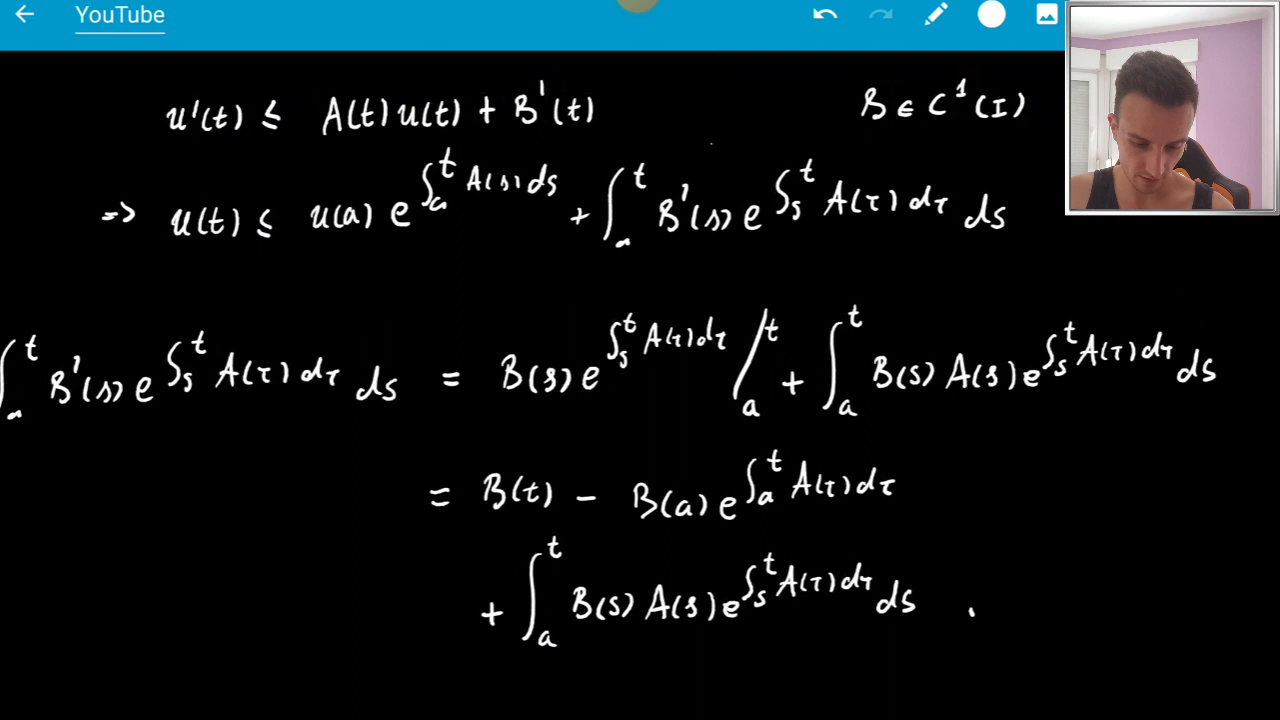 YouTube
u'(t) ≤ A(t) u(t) + B'(t) B ∈ C¹(I)
=> u(t) ≤ u(a) e^{∫_a^t A(s) ds} + ∫_a^t B'(s) e^{∫_s^t A(τ) dτ} ds
∫_a^t B'(s) e^{∫_s^t A(τ) dτ} ds = B(s) e^{∫_s^t A(τ) dτ} /_a^t + ∫_a^t B(s) A(s) e^{∫_s^t A(τ) dτ} ds
= B(t) - B(a) e^{∫_a^t A(τ) dτ}
+ ∫_a^t B(s) A(s) e^{∫_s^t A(τ) dτ} ds .